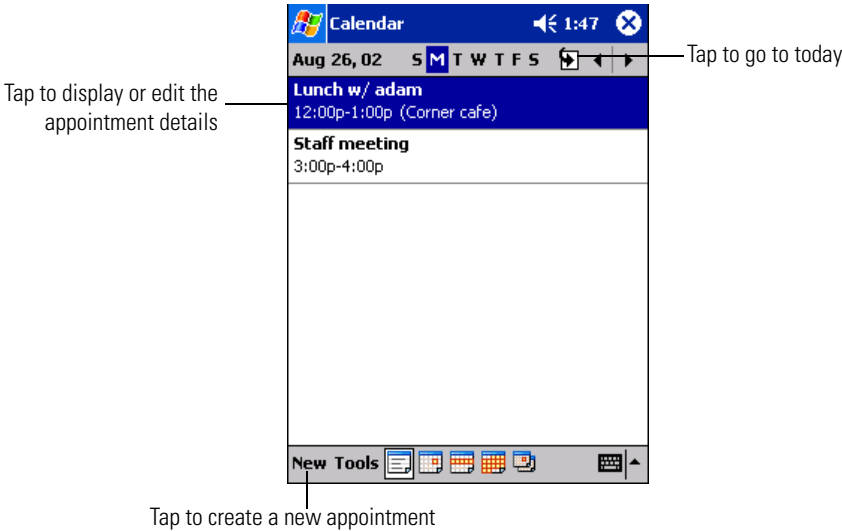 Calendar 1:47
Aug 26, 02 S M T W T F S
Tap to go to today
Tap to display or edit the
appointment details
Lunch w/ adam
12:00p-1:00p (Corner cafe)
Staff meeting
3:00p-4:00p
New Tools
Tap to create a new appointment